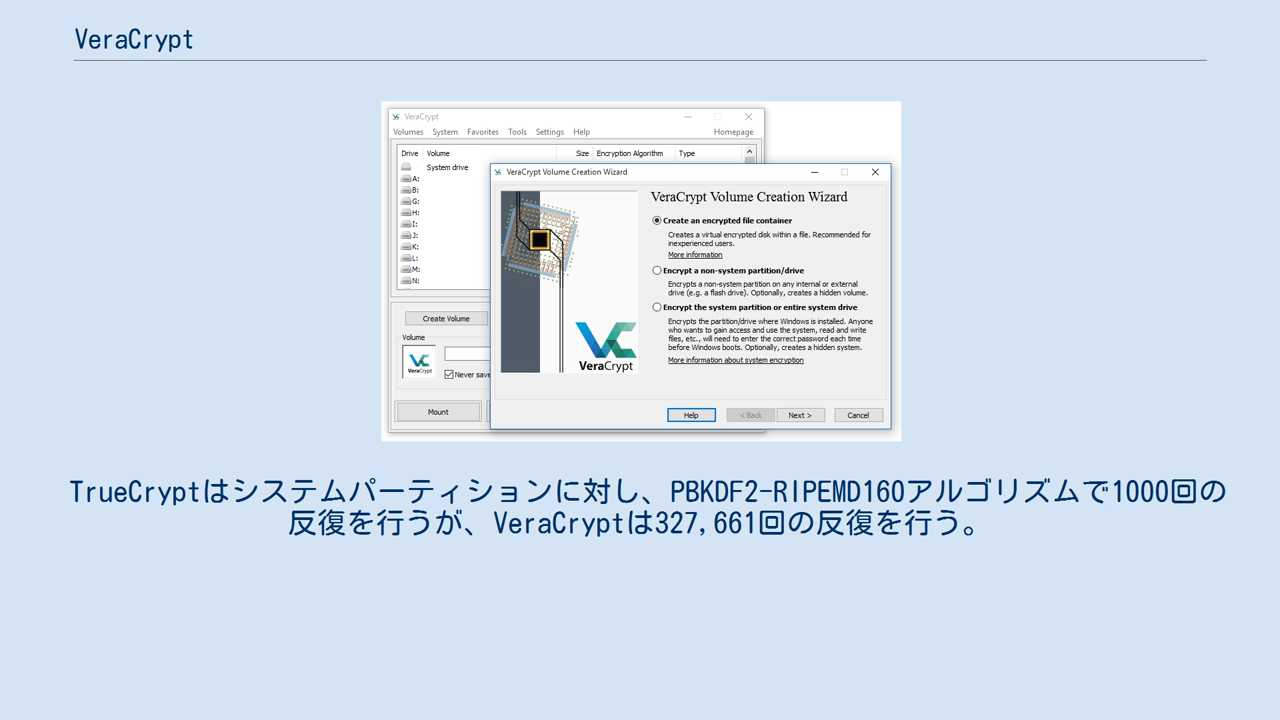 VeraCrypt
VeraCrypt
Volumes System Favorites Tools Settings Help Homepage
Drive Volume Size Encryption Algorithm Type
System drive
A:
B:
G:
H:
I:
J:
K:
L:
M:
N:
Create Volume
Volume
VeraCrypt
Never save
Mount
VeraCrypt Volume Creation Wizard
VeraCrypt Volume Creation Wizard
Create an encrypted file container
Creates a virtual encrypted disk within a file. Recommended for
inexperienced users.
More information
Encrypt a non-system partition/drive
Encrypts a non-system partition on any internal or external
drive (e.g. a flash drive). Optionally, creates a hidden volume.
Encrypt the system partition or entire system drive
Encrypts the partition/drive where Windows is installed. Anyone
who wants to gain access and use the system, read and write
files, etc., will need to enter the correct password each time
before Windows boots. Optionally, creates a hidden system.
More information about system encryption
VeraCrypt
Help < Back Next > Cancel
TrueCryptはシステムパーティションに対し、PBKDF2-RIPEMD160アルゴリズムで1000回の
反復を行うが、VeraCryptは327,661回の反復を行う。